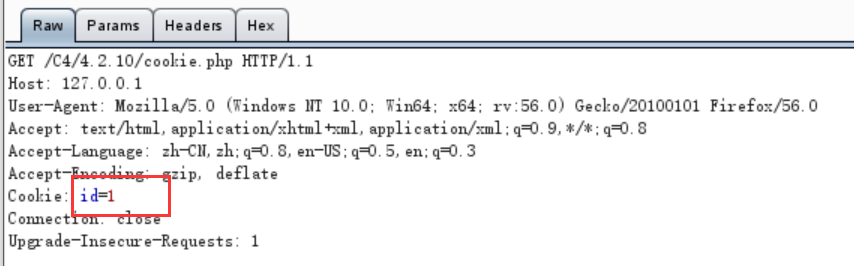 Raw Params Headers Hex
GET /C4/4.2.10/cookie.php HTTP/1.1
Host: 127.0.0.1
User-Agent: Mozilla/5.0 (Windows NT 10.0; Win64; x64; rv:56.0) Gecko/20100101 Firefox/56.0
Accept: text/html,application/xhtml+xml,application/xml;q=0.9,*/*;q=0.8
Accept-Language: zh-CN,zh;q=0.8,en-US;q=0.5,en;q=0.3
Accept-Encoding: gzip, deflate
Cookie: id=1
Connection: close
Upgrade-Insecure-Requests: 1